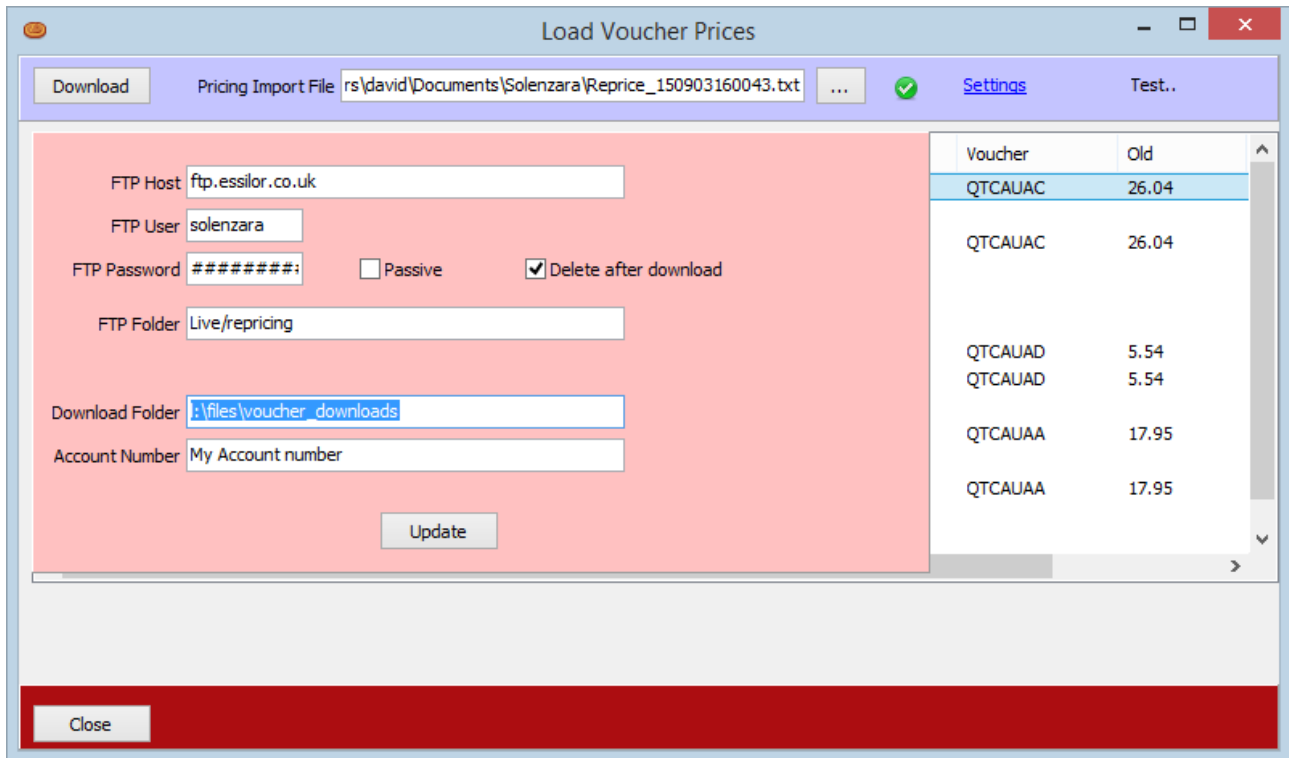 Load Voucher Prices
Download Pricing Import File rs\david\Documents\Solenzara\Reprice_150903160043.txt ... Settings Test..
Voucher Old
FTP Host ftp.essilor.co.uk
QTCAUAC 26.04
FTP User solenzara
QTCAUAC 26.04
FTP Password ######## Passive Delete after download
FTP Folder Live/repricing
QTCAUAD 5.54
QTCAUAD 5.54
Download Folder :\files\voucher_downloads
QTCAUAA 17.95
Account Number My Account number
QTCAUAA 17.95
Update
Close